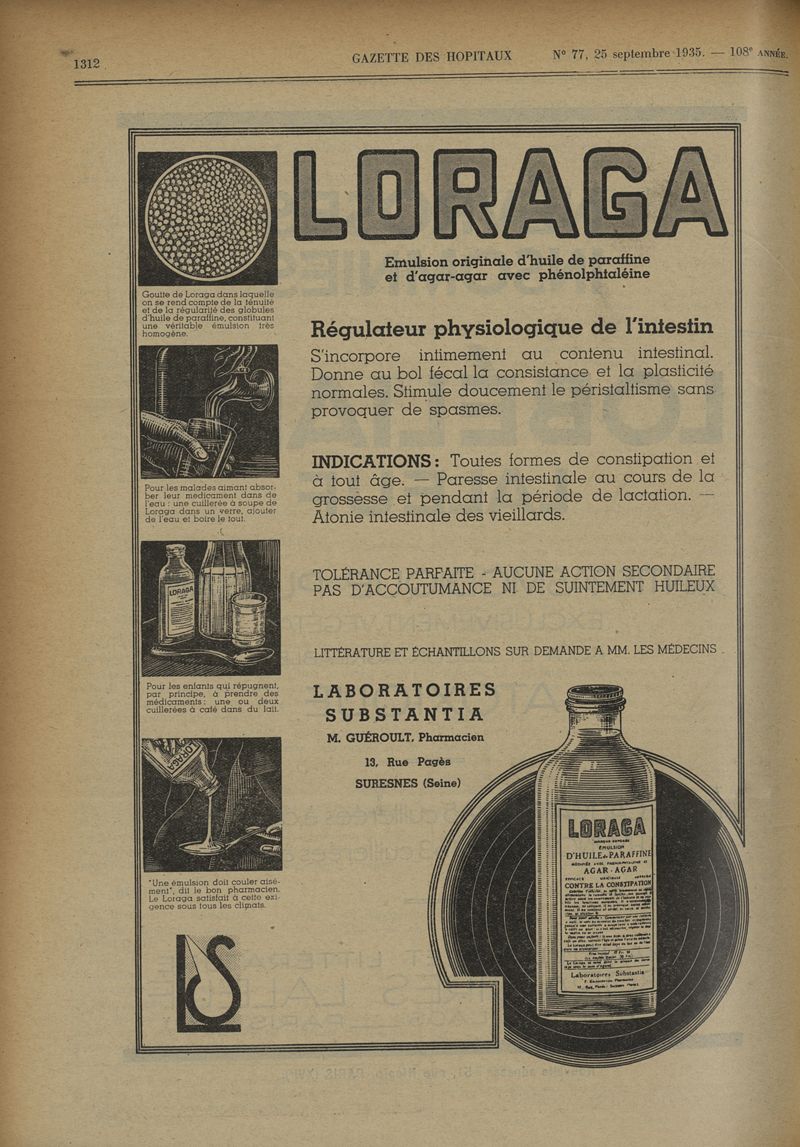 1312
GAZETTE DES HOPITAUX
N° 77, 25 septembre 1935. — 108e ANNÉE.
LORAGA
Emulsion originale d'huile de paraffine
et d'agar-agar avec phénolphtaléine
Goutte de Loraga dans laquelle
on se rend compte de la ténuité
et de la régularité des globules
d'huile de paraffine, constituant
une véritable émulsion très
homogène.
Régulateur physiologique de l'intestin
S'incorpore intimement au contenu intestinal.
Donne au bol fécal la consistance et la plasticité
normales. Stimule doucement le péristaltisme sans
provoquer de spasmes.
INDICATIONS : Toutes formes de constipation et
à tout âge. — Paresse intestinale au cours de la
grossesse et pendant la période de lactation. —
Atonie intestinale des vieillards.
Pour les malades aimant absor-
ber leur medicament dans de
l'eau : une cuillerée à soupe de
Loraga dans un verre, ajouter
de l'eau et boire le tout.
TOLÉRANCE PARFAITE - AUCUNE ACTION SECONDAIRE
PAS D'ACCOUTUMANCE NI DE SUINTEMENT HUILEUX
LORAGA
Pour les enfants qui répugnent,
par principe, à prendre des
médicaments : une ou deux
cuillerées à café dans du lait.
LITTÉRATURE ET ÉCHANTILLONS SUR DEMANDE A MM. LES MÉDECINS
LABORATOIRES
SUBSTANTIA
M. GUÉROULT, Pharmacien
13, Rue Pagès
SURESNES (Seine)
LORAGA
"Une émulsion doit couler aisé-
ment", dit le bon pharmacien.
Le Loraga satisfait à cette exi-
gence sous tous les climats.
LS
LORAGA
MARQUE DEPOSEE
EMULSION
D'HUILE de PARAFFINE
AGAR-AGAR
CONTRE LA CONSTIPATION
Laboratoires Substantia